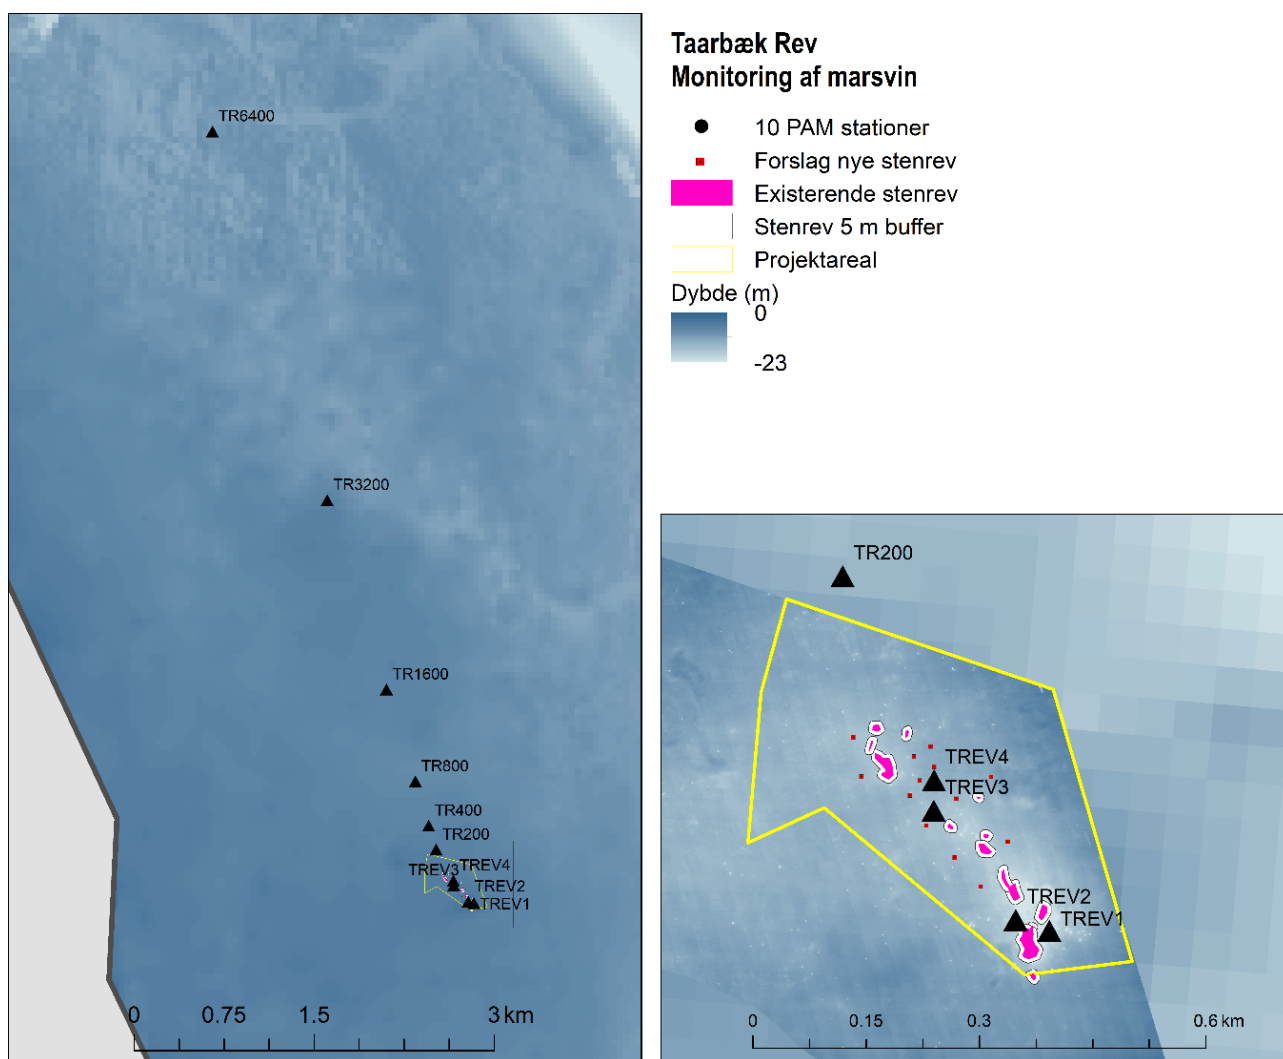 Taarbæk Rev
Monitoring af marsvin
10 PAM stationer
Forslag nye stenrev
Existerende stenrev
Stenrev 5 m buffer
Projektareal
Dybde (m)
0
-23
TR6400
TR3200
TR1600
TR800
TR400
TR200
TREV4
TREV3
TREV2
TREV1
0 0.75 1.5 3 km
TR200
TREV4
TREV3
TREV2
TREV1
0 0.15 0.3 0.6 km